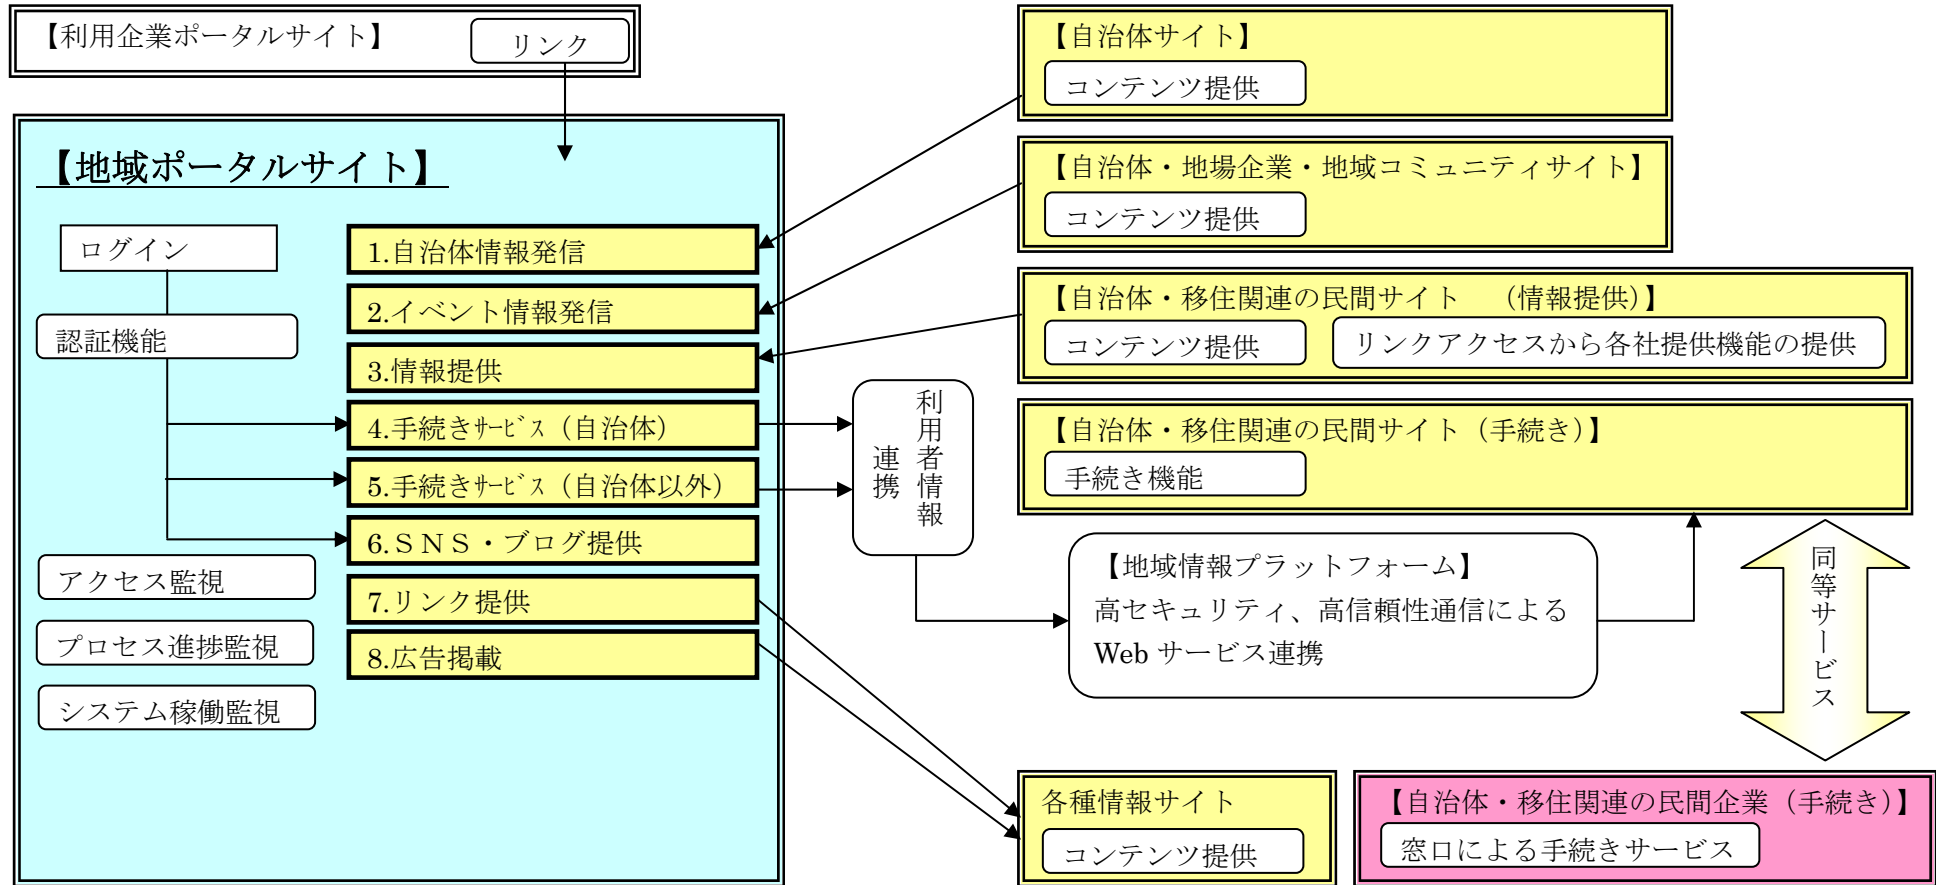 【利用企業ポータルサイト】
リンク
【地域ポータルサイト】
ログイン
認証機能
アクセス監視
プロセス進捗監視
システム稼働監視
1.自治体情報発信
2.イベント情報発信
3.情報提供
4.手続きｻｰﾋﾞｽ（自治体）
5.手続きｻｰﾋﾞｽ（自治体以外）
6.ＳＮＳ・ブログ提供
7.リンク提供
8.広告掲載
利用者情報
連携
【自治体サイト】
コンテンツ提供
【自治体・地場企業・地域コミュニティサイト】
コンテンツ提供
【自治体・移住関連の民間サイト　（情報提供）】
コンテンツ提供
リンクアクセスから各社提供機能の提供
【自治体・移住関連の民間サイト（手続き）】
手続き機能
【地域情報プラットフォーム】
高セキュリティ、高信頼性通信による
Web サービス連携
同等サービス
各種情報サイト
コンテンツ提供
【自治体・移住関連の民間企業（手続き）】
窓口による手続きサービス